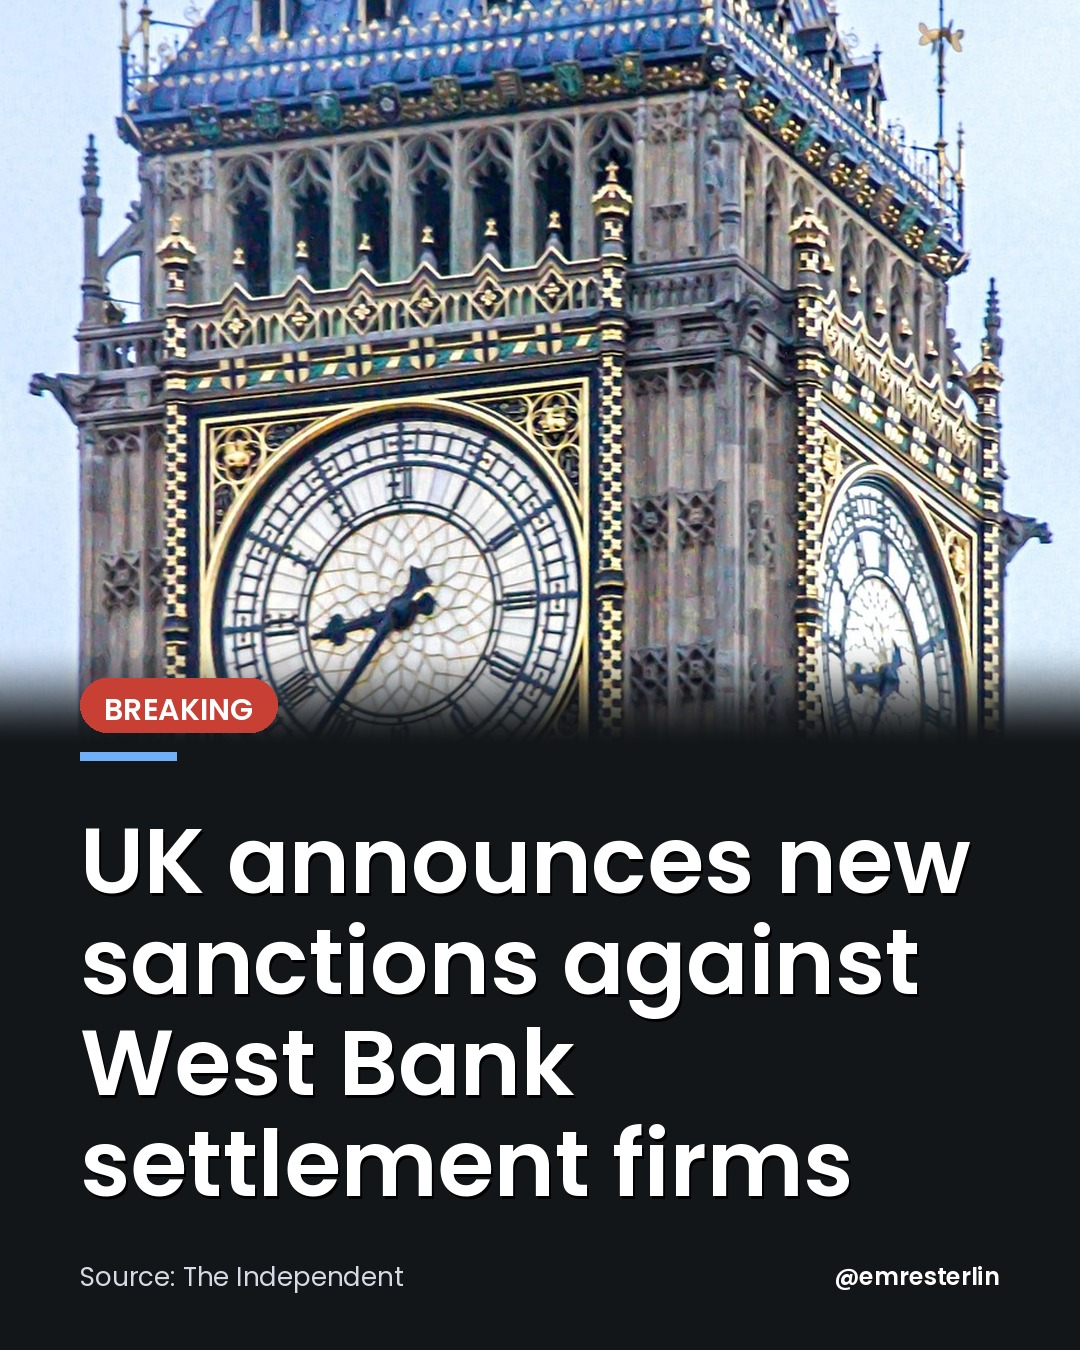 BREAKING
UK announces new
sanctions against
West Bank
settlement firms
Source: The Independent
@emresterlin